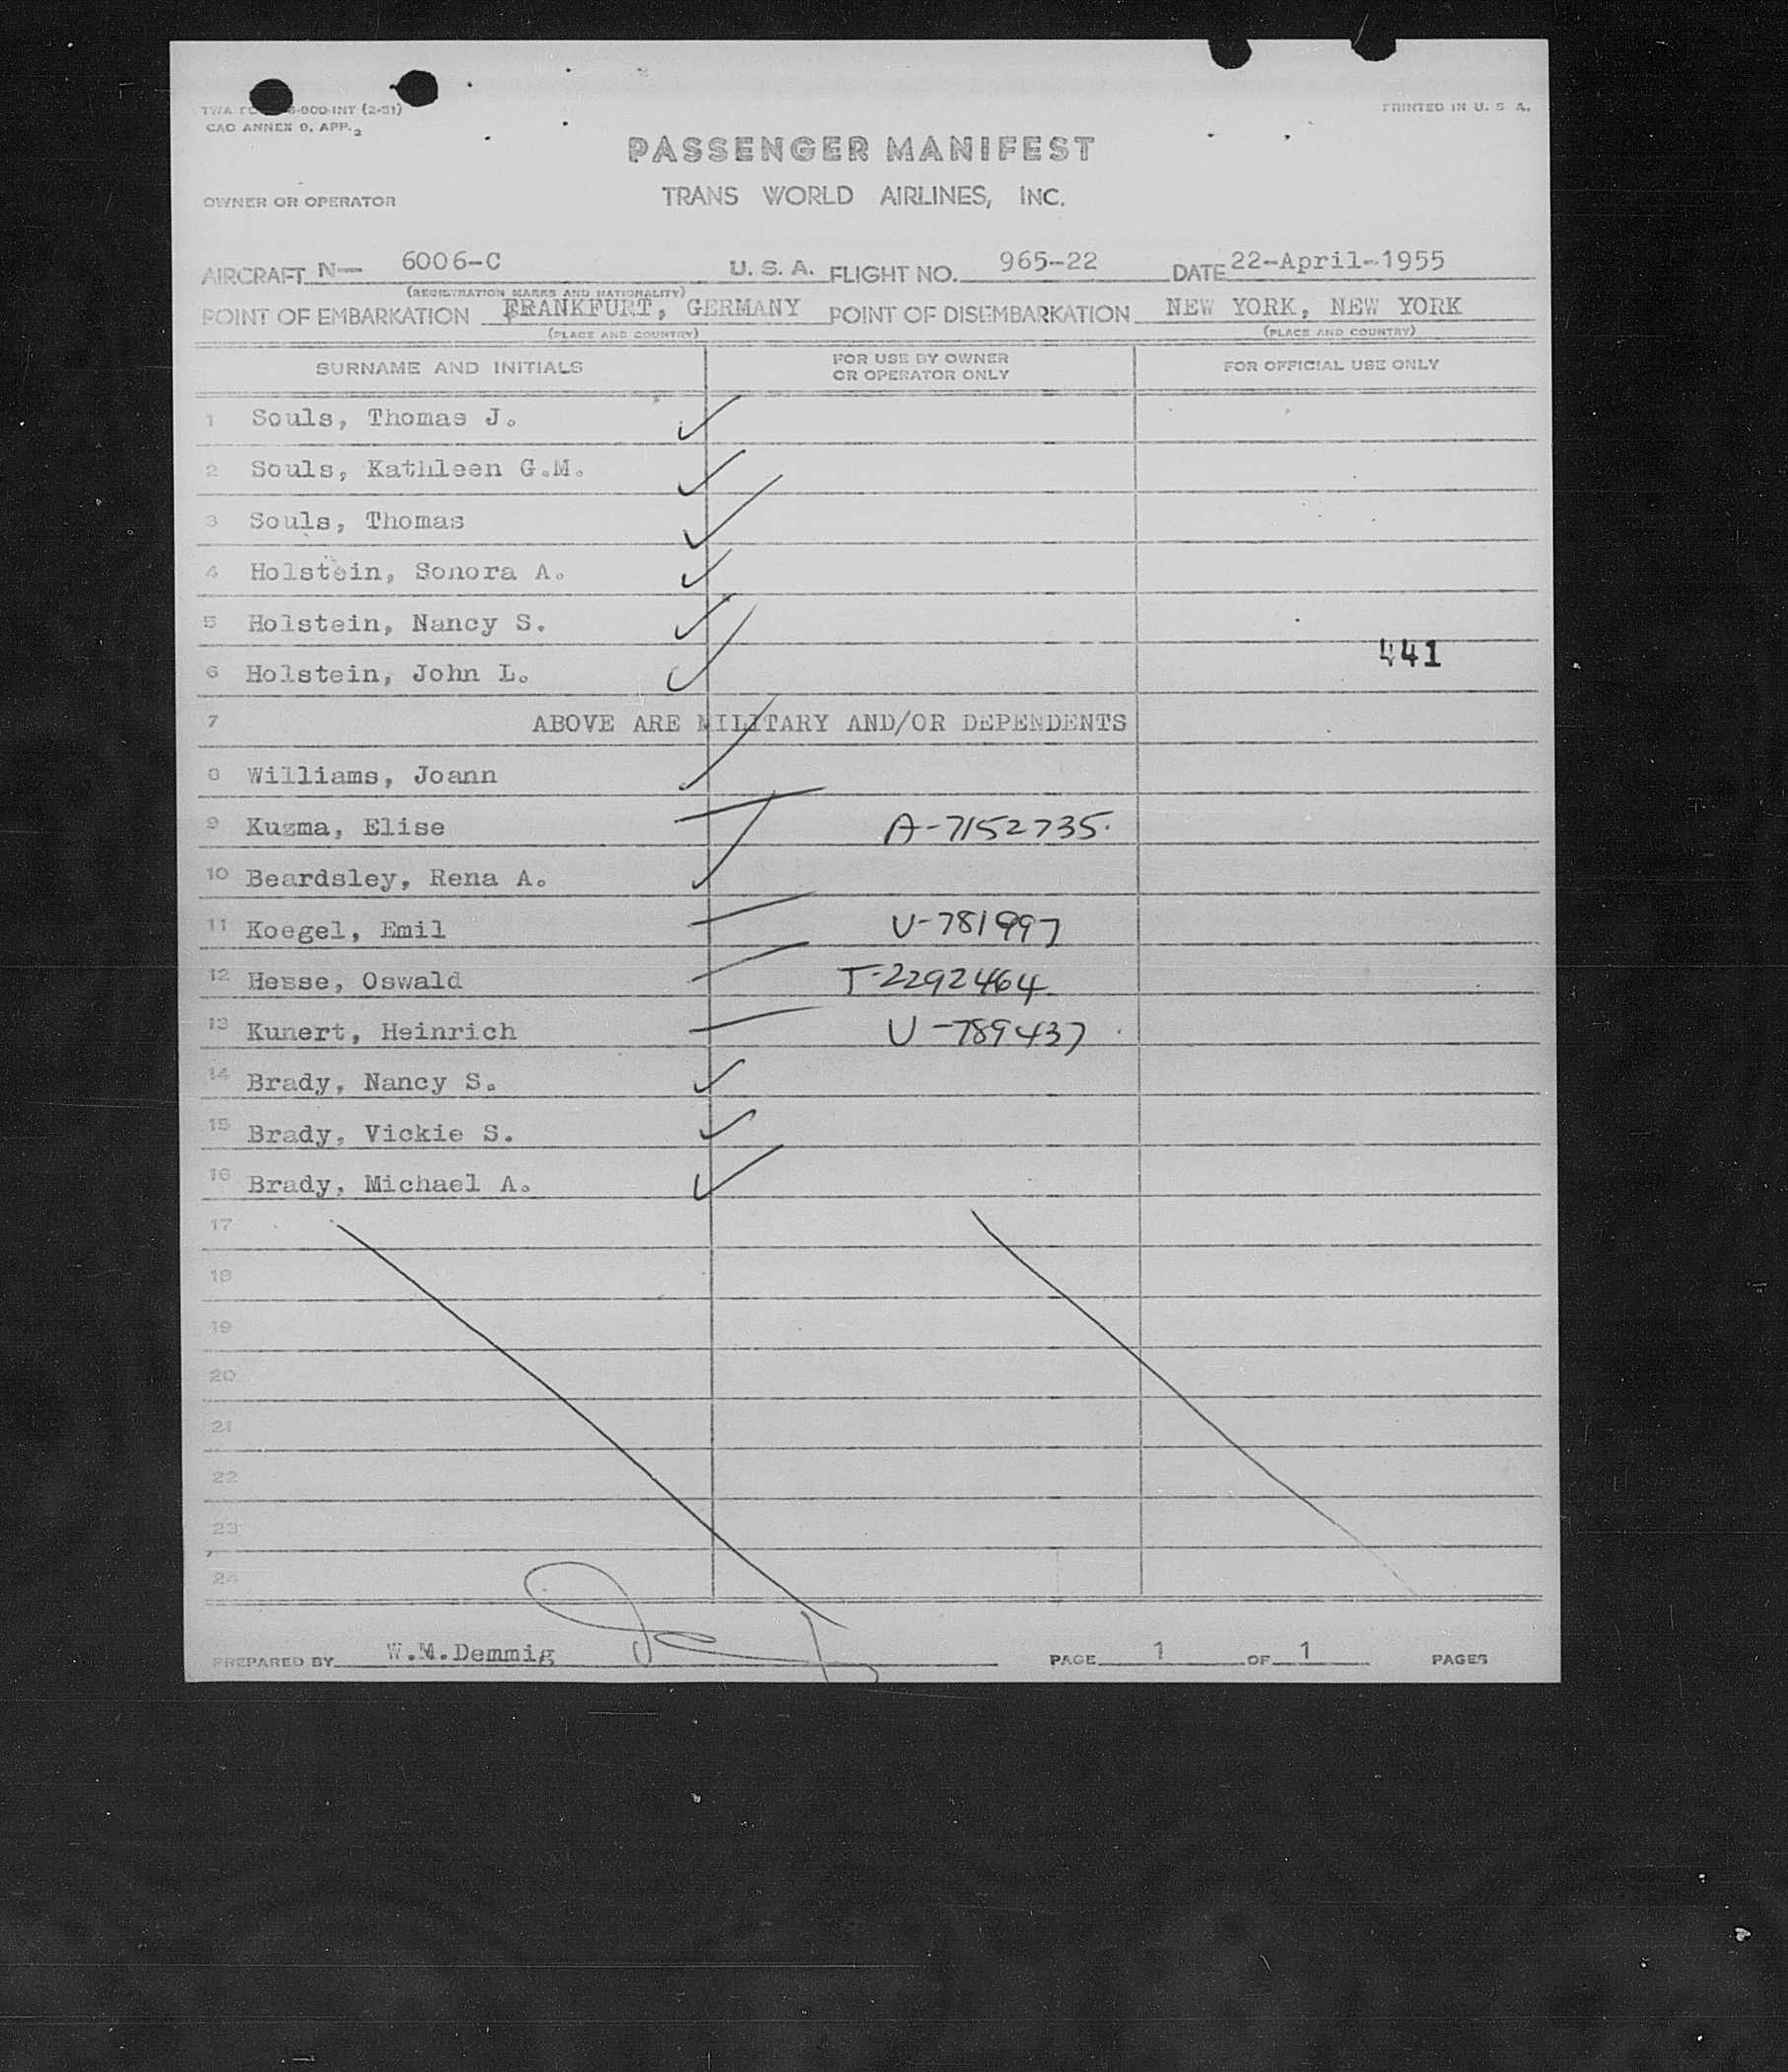 TWA FO 8-000-INT (2-51)
CAO ANNEX 9, APP. 2
PRINTED IN U. S. A.
PASSENGER MANIFEST
OWNER OR OPERATOR TRANS WORLD AIRLINES, INC.
AIRCRAFT N— 6006-C U. S. A. FLIGHT NO. 965-22 DATE 22-April-1955
(REGISTRATION MARKS AND NATIONALITY)
POINT OF EMBARKATION FRANKFURT, GERMANY POINT OF DISEMBARKATION NEW YORK, NEW YORK
(PLACE AND COUNTRY) (PLACE AND COUNTRY)
SURNAME AND INITIALS FOR USE BY OWNER OR OPERATOR ONLY FOR OFFICIAL USE ONLY
1 Souls, Thomas J.
2 Souls, Kathleen G.M.
3 Souls, Thomas
4 Holstein, Sonora A.
5 Holstein, Nancy S.
441
6 Holstein, John L.
7 ABOVE ARE MILITARY AND/OR DEPENDENTS
8 Williams, Joann
9 Kuzma, Elise A-7152735.
10 Beardsley, Rena A.
11 Koegel, Emil U-781997
12 Hesse, Oswald T-2292464
13 Kunert, Heinrich U-789437
14 Brady, Nancy S.
15 Brady, Vickie S.
16 Brady, Michael A.
17
18
19
20
21
22
23
24
PREPARED BY W.M.Demmig PAGE 1 OF 1 PAGES